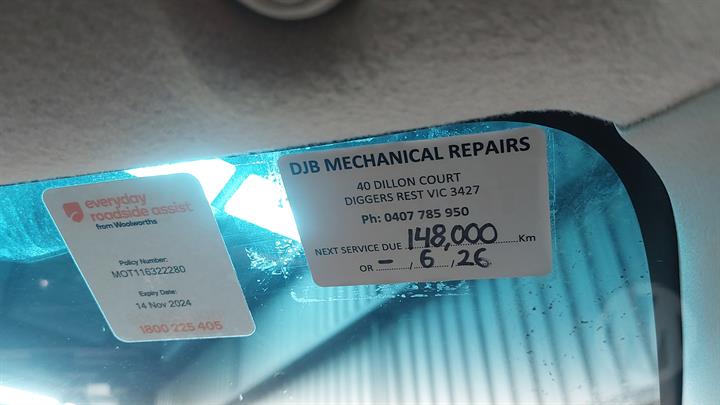 everyday
roadside assist
from Woolworths
Policy Number:
MOT116322280
Expiry Date:
14 Nov 2024
1800 225 405
DJB MECHANICAL REPAIRS
40 DILLON COURT
DIGGERS REST VIC 3427
Ph: 0407 785 950
NEXT SERVICE DUE 148,000 Km
OR - / 6 / 26